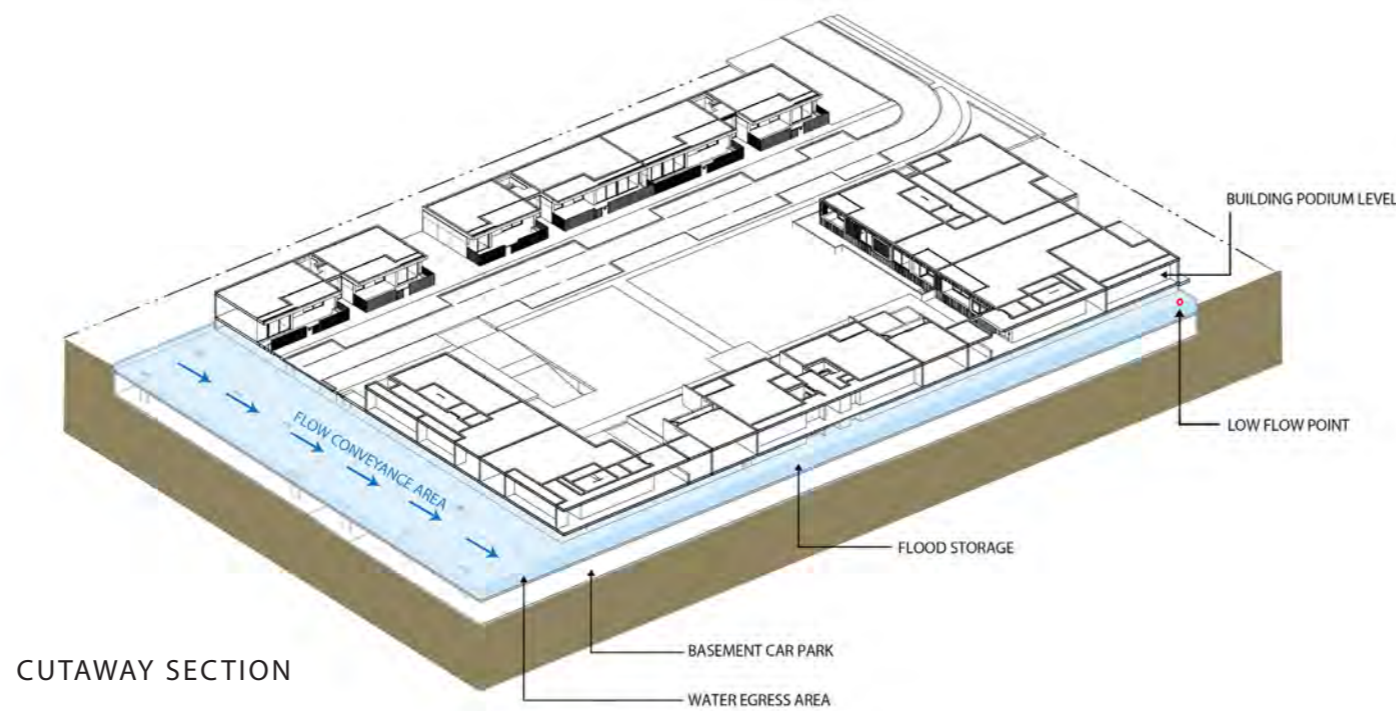 BUILDING PODIUM LEVEL
LOW FLOW POINT
FLOW CONVEYANCE AREA
FLOOD STORAGE
BASEMENT CAR PARK
WATER EGRESS AREA
CUTAWAY SECTION